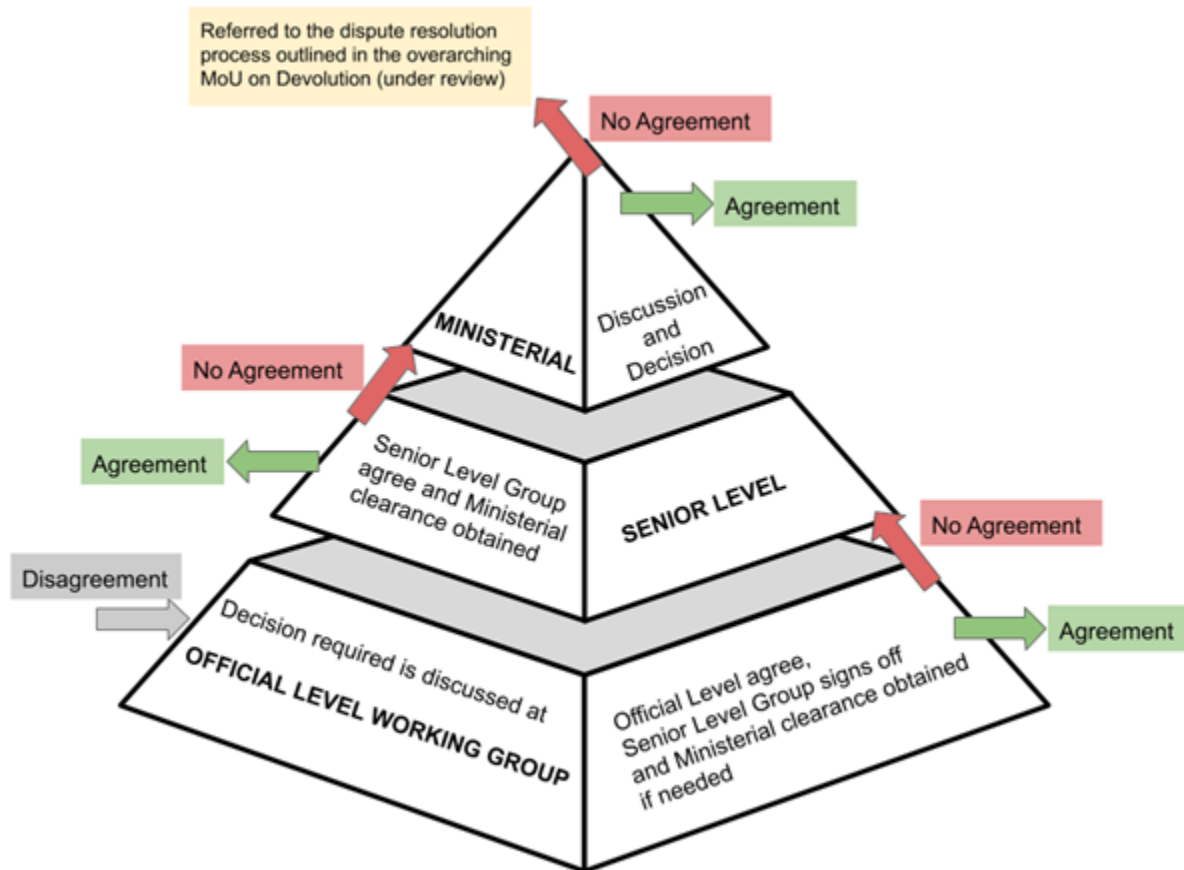 Referred to the dispute resolution
process outlined in the overarching
MoU on Devolution (under review)
No Agreement
Agreement
MINISTERIAL
Discussion
and
Decision
No Agreement
Agreement
Senior Level Group
agree and Ministerial
clearance obtained
SENIOR LEVEL
No Agreement
Agreement
Disagreement
Decision required is discussed at
OFFICIAL LEVEL WORKING GROUP
Official Level agree,
Senior Level Group signs off
and Ministerial clearance obtained
if needed